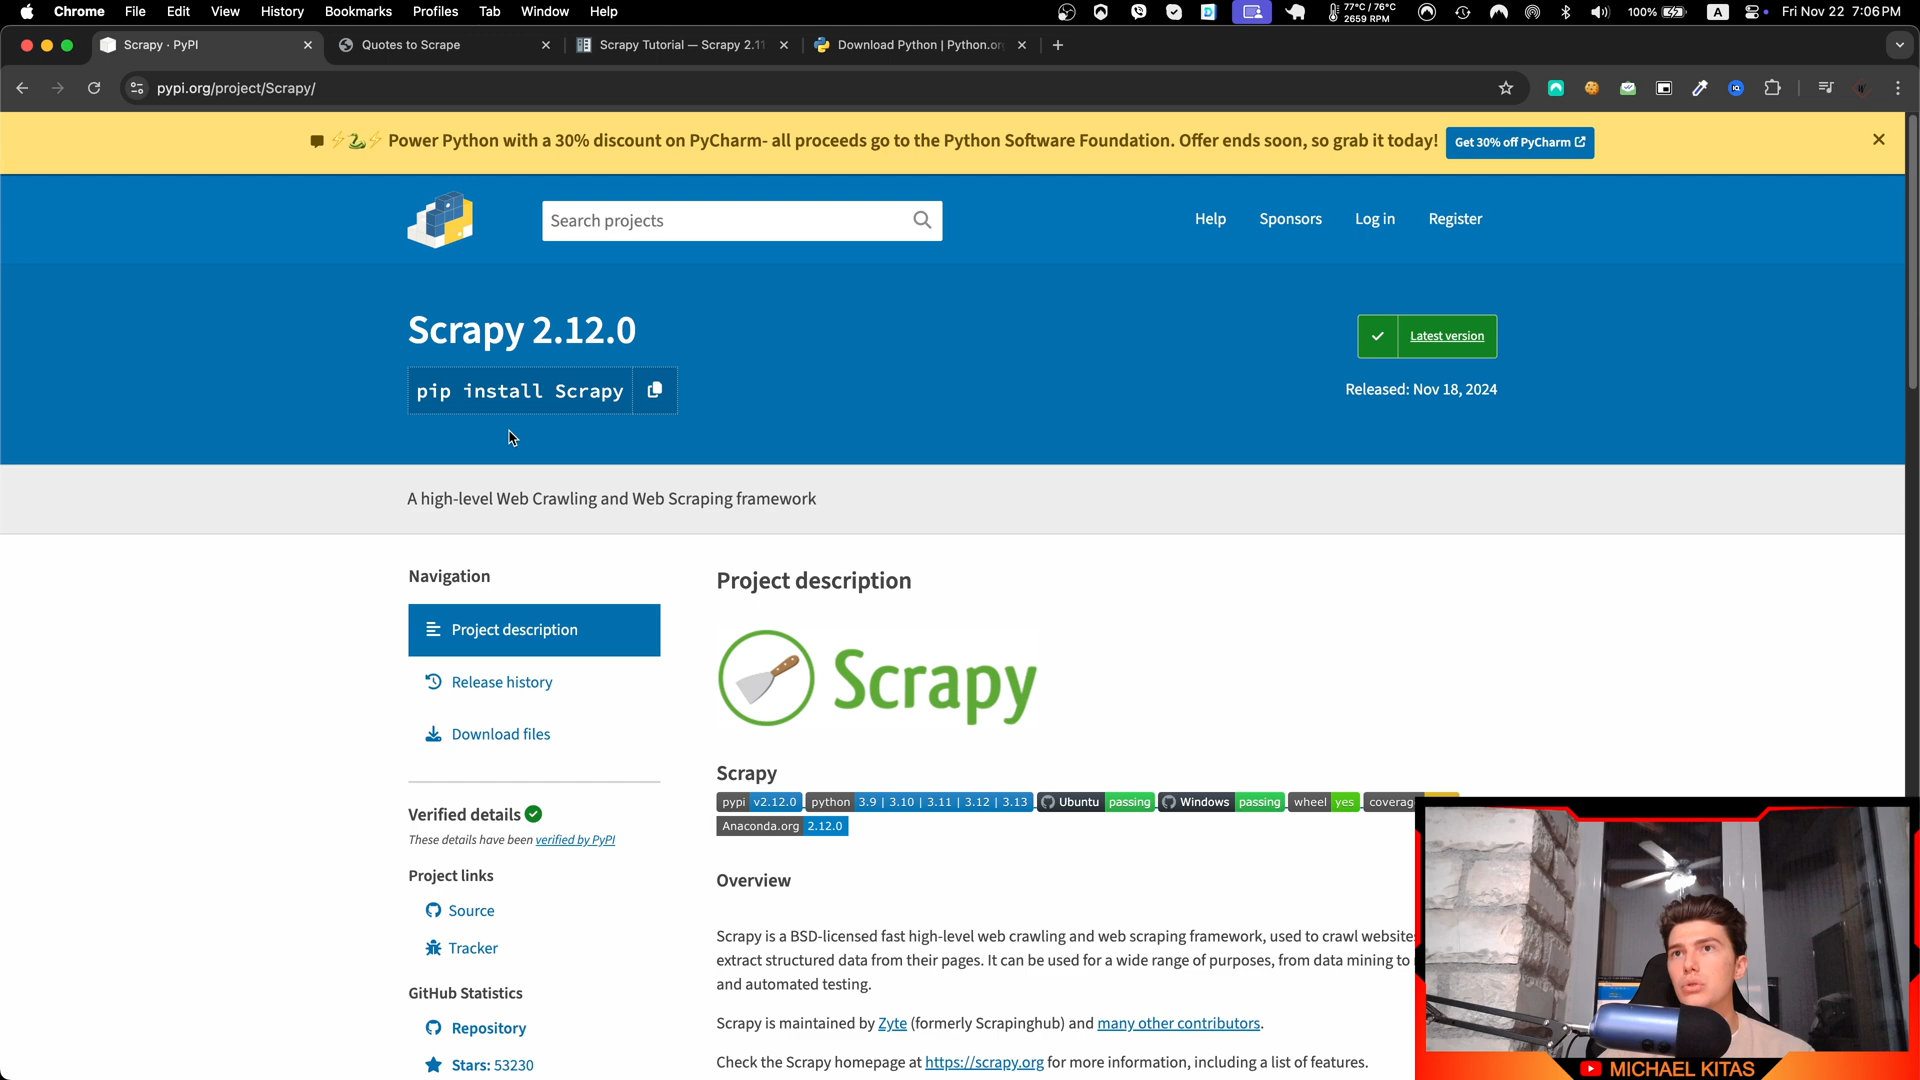 Chrome File Edit View History Bookmarks Profiles Tab Window Help
77°C / 76°C
2659 RPM
100% A Fri Nov 22 7:06 PM
Scrapy · PyPI
Quotes to Scrape
Scrapy Tutorial — Scrapy 2.11
Download Python | Python.or
pypi.org/project/Scrapy/
Power Python with a 30% discount on PyCharm- all proceeds go to the Python Software Foundation. Offer ends soon, so grab it today! Get 30% off PyCharm
Search projects
Help Sponsors Log in Register
Scrapy 2.12.0
Latest version
pip install Scrapy
Released: Nov 18, 2024
A high-level Web Crawling and Web Scraping framework
Navigation
Project description
Release history
Download files
Verified details
These details have been verified by PyPI
Project links
Source
Tracker
GitHub Statistics
Repository
Stars: 53230
Project description
Scrapy
Scrapy
pypi v2.12.0 python 3.9 | 3.10 | 3.11 | 3.12 | 3.13 Ubuntu passing Windows passing wheel yes coverag
Anaconda.org 2.12.0
Overview
Scrapy is a BSD-licensed fast high-level web crawling and web scraping framework, used to crawl website
extract structured data from their pages. It can be used for a wide range of purposes, from data mining to
and automated testing.
Scrapy is maintained by Zyte (formerly Scrapinghub) and many other contributors.
Check the Scrapy homepage at https://scrapy.org for more information, including a list of features.
MICHAEL KITAS